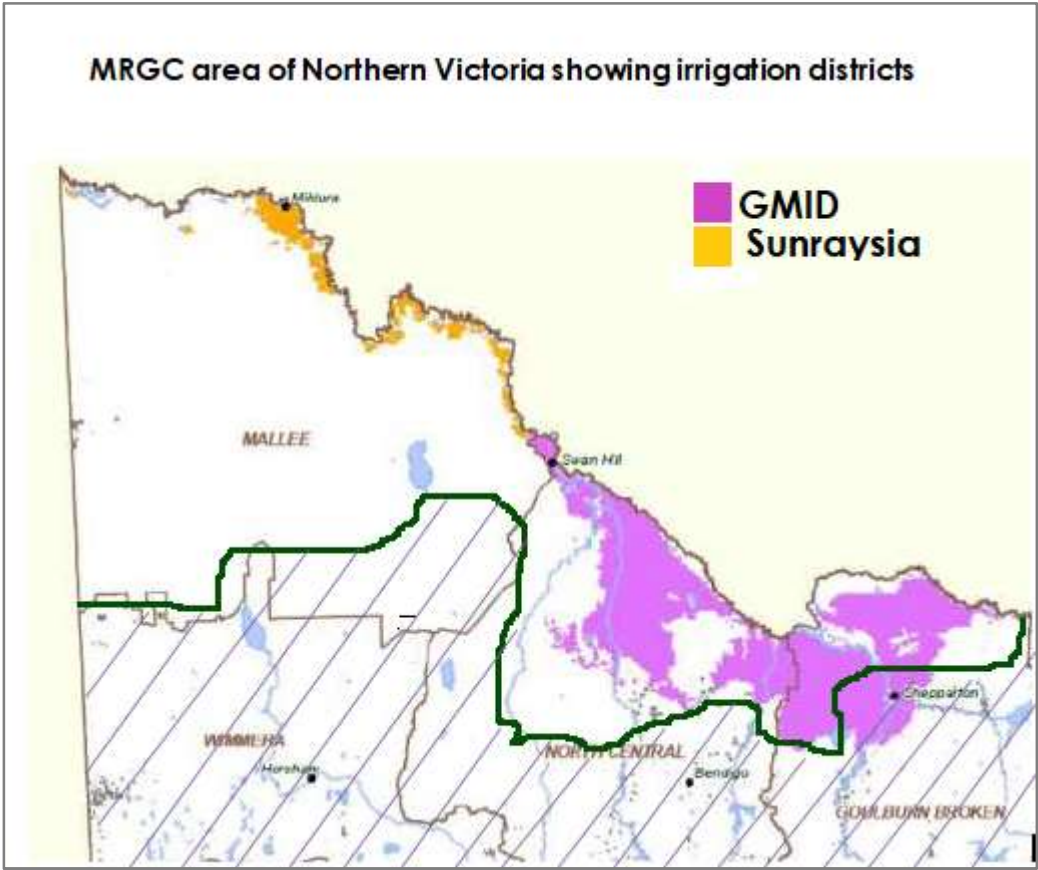 MRGC area of Northern Victoria showing irrigation districts
Mildura
GMID
Sunraysia
MALLEE
Swan Hill
Shepparton
WIMMERA
NORTH CENTRAL
Horsham
Bendigo
GOULBURN BROKEN